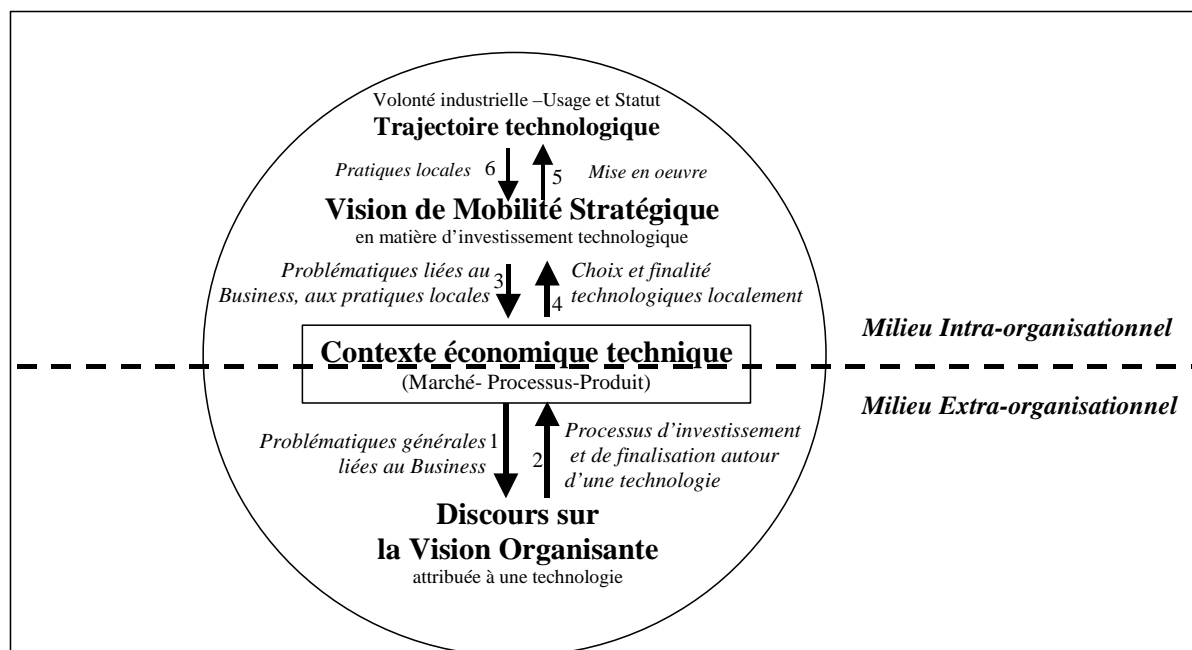 Volonté industrielle –Usage et Statut
Trajectoire technologique
Pratiques locales 6
5 Mise en oeuvre
Vision de Mobilité Stratégique
en matière d'investissement technologique
Problématiques liées au
Business, aux pratiques locales
3
4
Choix et finalité
technologiques localement
Milieu Intra-organisationnel
Contexte économique technique
(Marché- Processus-Produit)
Milieu Extra-organisationnel
Problématiques générales
liées au Business
1
2
Processus d'investissement
et de finalisation autour
d'une technologie
Discours sur
la Vision Organisante
attribuée à une technologie